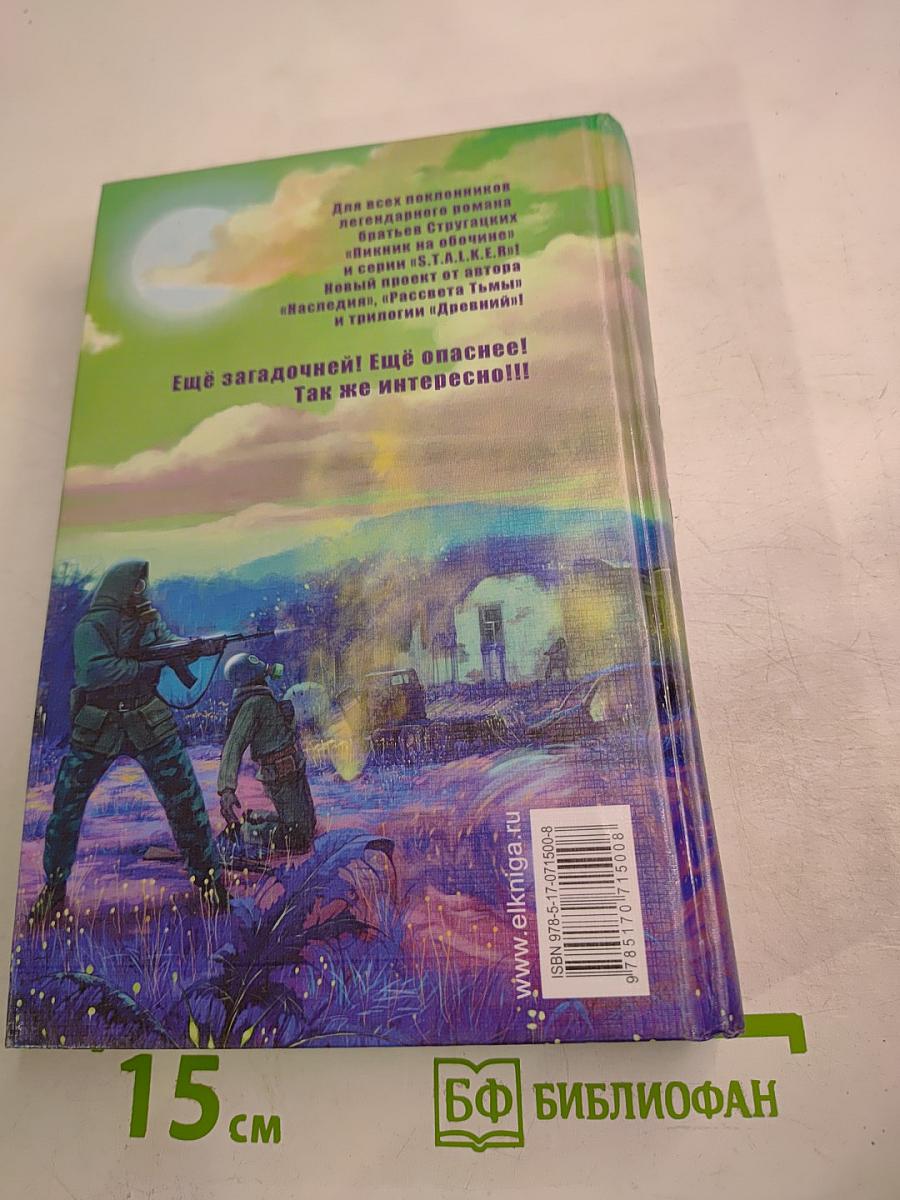 Для всех поклонников
легендарного романа
братьев Стругацких
«Пикник на обочине»
и серии «S.T.A.L.K.E.R»!
Новый проект от автора
«Наследия», «Рассвета Тьмы»
и трилогии «Древний»!
Ещё загадочней! Ещё опаснее!
Так же интересно!!!
www.elkniga.ru
ISBN 978-5-17-071500-8
9 785170 715008
15 см
БФ БИБЛИОФАН